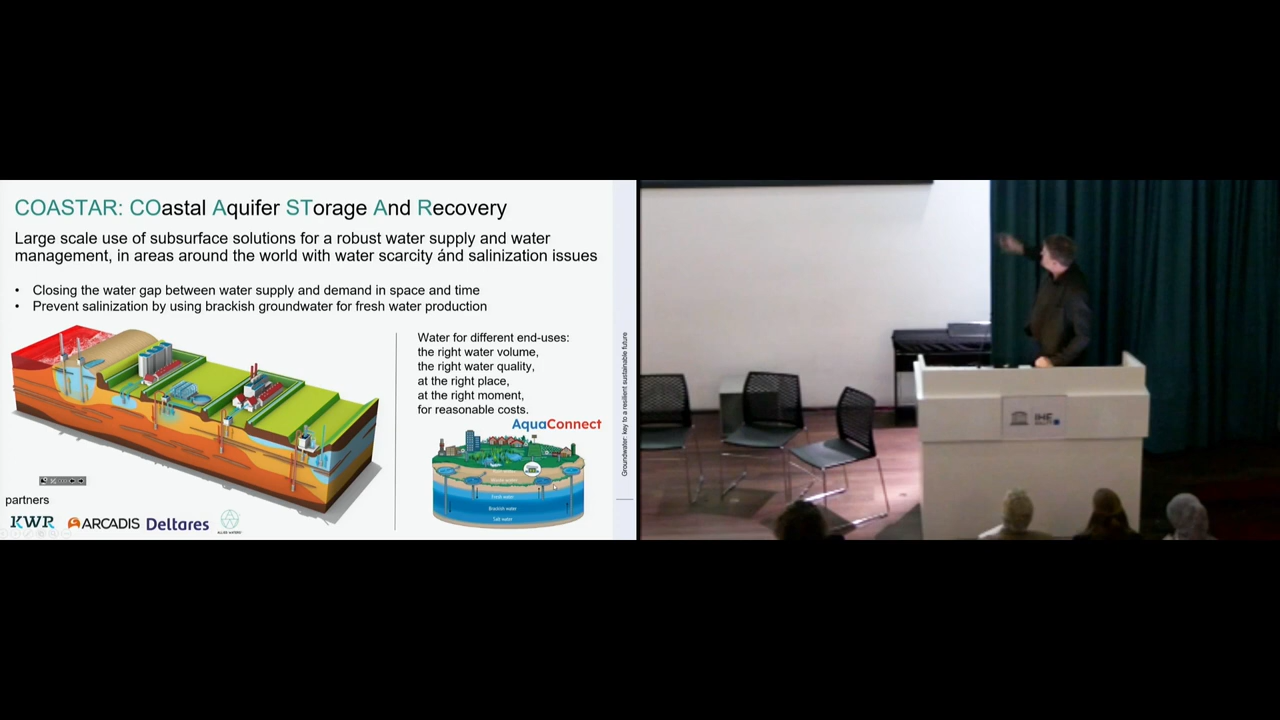 COASTAR: COastal Aquifer STorage And Recovery
Large scale use of subsurface solutions for a robust water supply and water
management, in areas around the world with water scarcity ánd salinization issues
• Closing the water gap between water supply and demand in space and time
• Prevent salinization by using brackish groundwater for fresh water production
Water for different end-uses:
the right water volume,
the right water quality,
at the right place,
at the right moment,
for reasonable costs.
AquaConnect
Fresh water
Brackish water
Salt water
partners
KWR
ARCADIS
Deltares
ALLIED WATERS
Groundwater: key to a resilient sustainable future
IHE